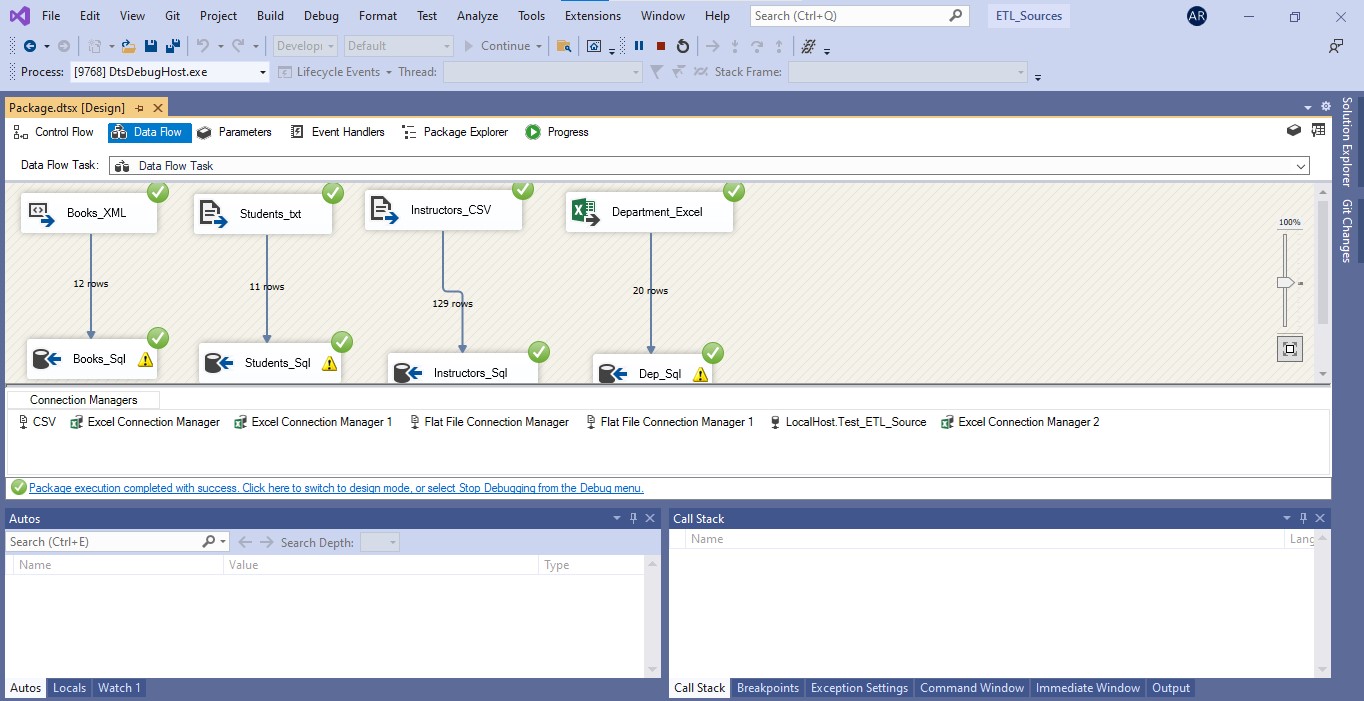 File Edit View Git Project Build Debug Format Test Analyze Tools Extensions Window Help Search (Ctrl+Q) ETL_Sources AR
Develop Default Continue
Process: [9768] DtsDebugHost.exe Lifecycle Events Thread: Stack Frame:
Package.dtsx [Design]
Control Flow Data Flow Parameters Event Handlers Package Explorer Progress
Data Flow Task: Data Flow Task
Books_XML Students_txt Instructors_CSV Department_Excel
100%
12 rows 11 rows 129 rows 20 rows
Books_Sql Students_Sql Instructors_Sql Dep_Sql
Solution Explorer
Git Changes
Connection Managers
CSV Excel Connection Manager Excel Connection Manager 1 Flat File Connection Manager Flat File Connection Manager 1 LocalHost.Test_ETL_Source Excel Connection Manager 2
Package execution completed with success. Click here to switch to design mode, or select Stop Debugging from the Debug menu.
Autos
Search (Ctrl+E) Search Depth:
Name Value Type
Autos Locals Watch 1
Call Stack
Name Lang
Call Stack Breakpoints Exception Settings Command Window Immediate Window Output